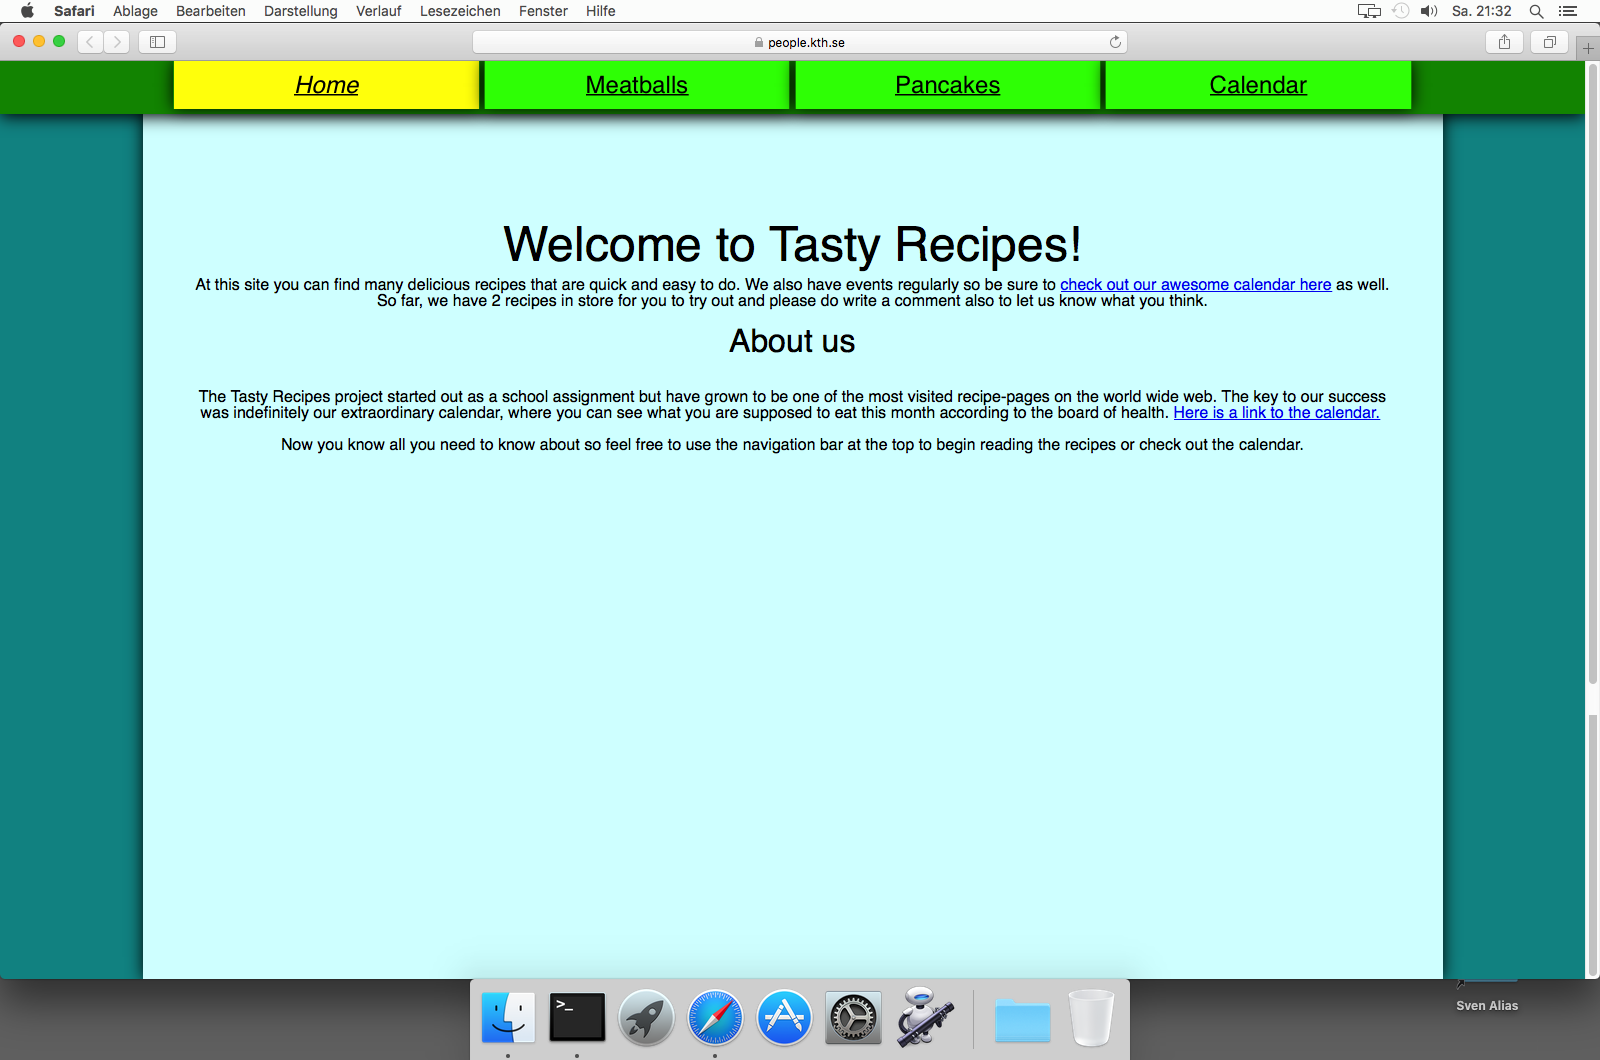 Safari Ablage Bearbeiten Darstellung Verlauf Lesezeichen Fenster Hilfe Sa. 21:32
people.kth.se
Home Meatballs Pancakes Calendar
Welcome to Tasty Recipes!
At this site you can find many delicious recipes that are quick and easy to do. We also have events regularly so be sure to check out our awesome calendar here as well.
So far, we have 2 recipes in store for you to try out and please do write a comment also to let us know what you think.
About us
The Tasty Recipes project started out as a school assignment but have grown to be one of the most visited recipe-pages on the world wide web. The key to our success
was indefinitely our extraordinary calendar, where you can see what you are supposed to eat this month according to the board of health. Here is a link to the calendar.
Now you know all you need to know about so feel free to use the navigation bar at the top to begin reading the recipes or check out the calendar.
>_
Sven Alias